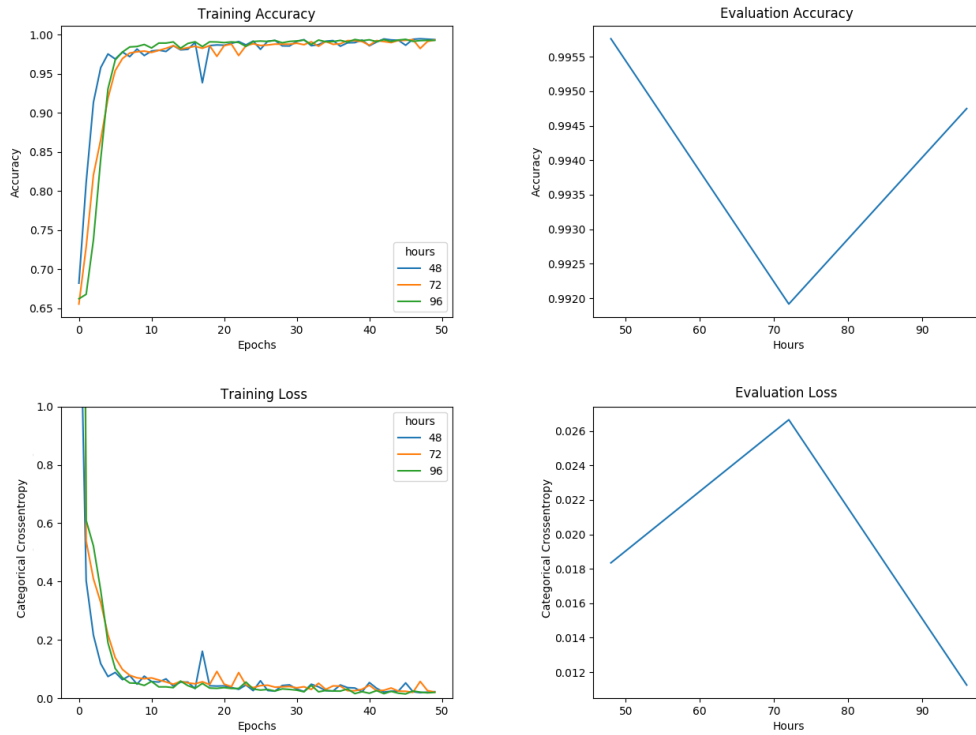 Training Accuracy
1.00
0.95
0.90
0.85
0.80
0.75
0.70
0.65
Accuracy
hours
48
72
96
0 10 20 30 40 50
Epochs
Evaluation Accuracy
0.9955
0.9950
0.9945
0.9940
0.9935
0.9930
0.9925
0.9920
Accuracy
50 60 70 80 90
Hours
Training Loss
1.0
0.8
0.6
0.4
0.2
0.0
Categorical Crossentropy
hours
48
72
96
0 10 20 30 40 50
Epochs
Evaluation Loss
0.026
0.024
0.022
0.020
0.018
0.016
0.014
0.012
Categorical Crossentropy
50 60 70 80 90
Hours